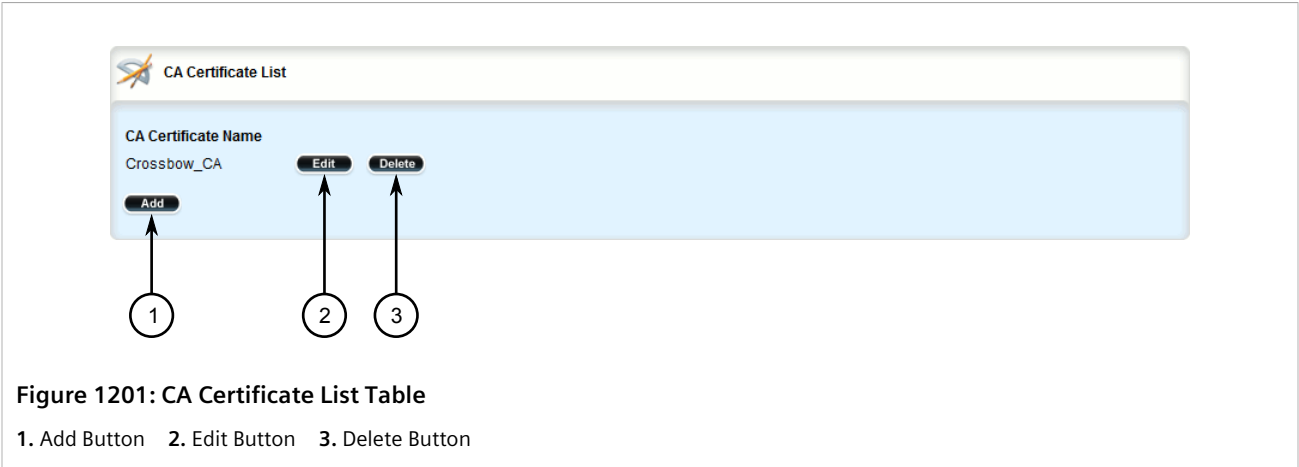 CA Certificate List
CA Certificate Name
Crossbow_CA Edit Delete
Add
1 2 3
Figure 1201: CA Certificate List Table
1. Add Button 2. Edit Button 3. Delete Button